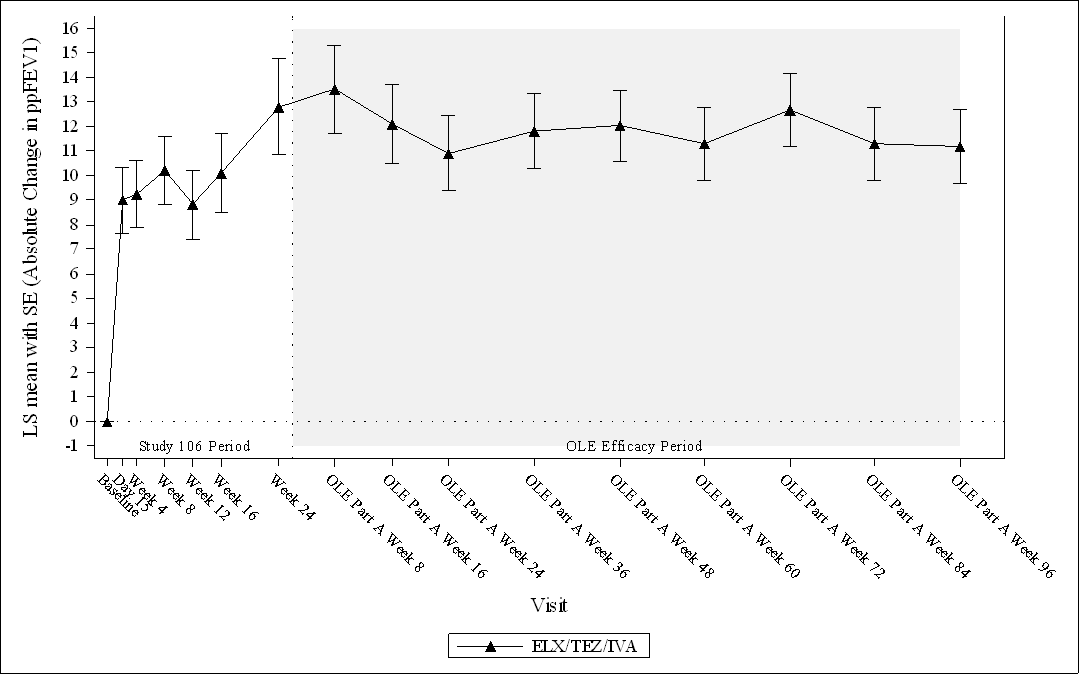 LS mean with SE (Absolute Change in ppFEV1)
16
15
14
13
12
11
10
9
8
7
6
5
4
3
2
1
0
-1
Study 106 Period
OLE Efficacy Period
Baseline
Day 15
Week 4
Week 8
Week 12
Week 16
Week 24
OLE Part A Week 8
OLE Part A Week 16
OLE Part A Week 24
OLE Part A Week 36
OLE Part A Week 48
OLE Part A Week 60
OLE Part A Week 72
OLE Part A Week 84
OLE Part A Week 96
Visit
ELX/TEZ/IVA